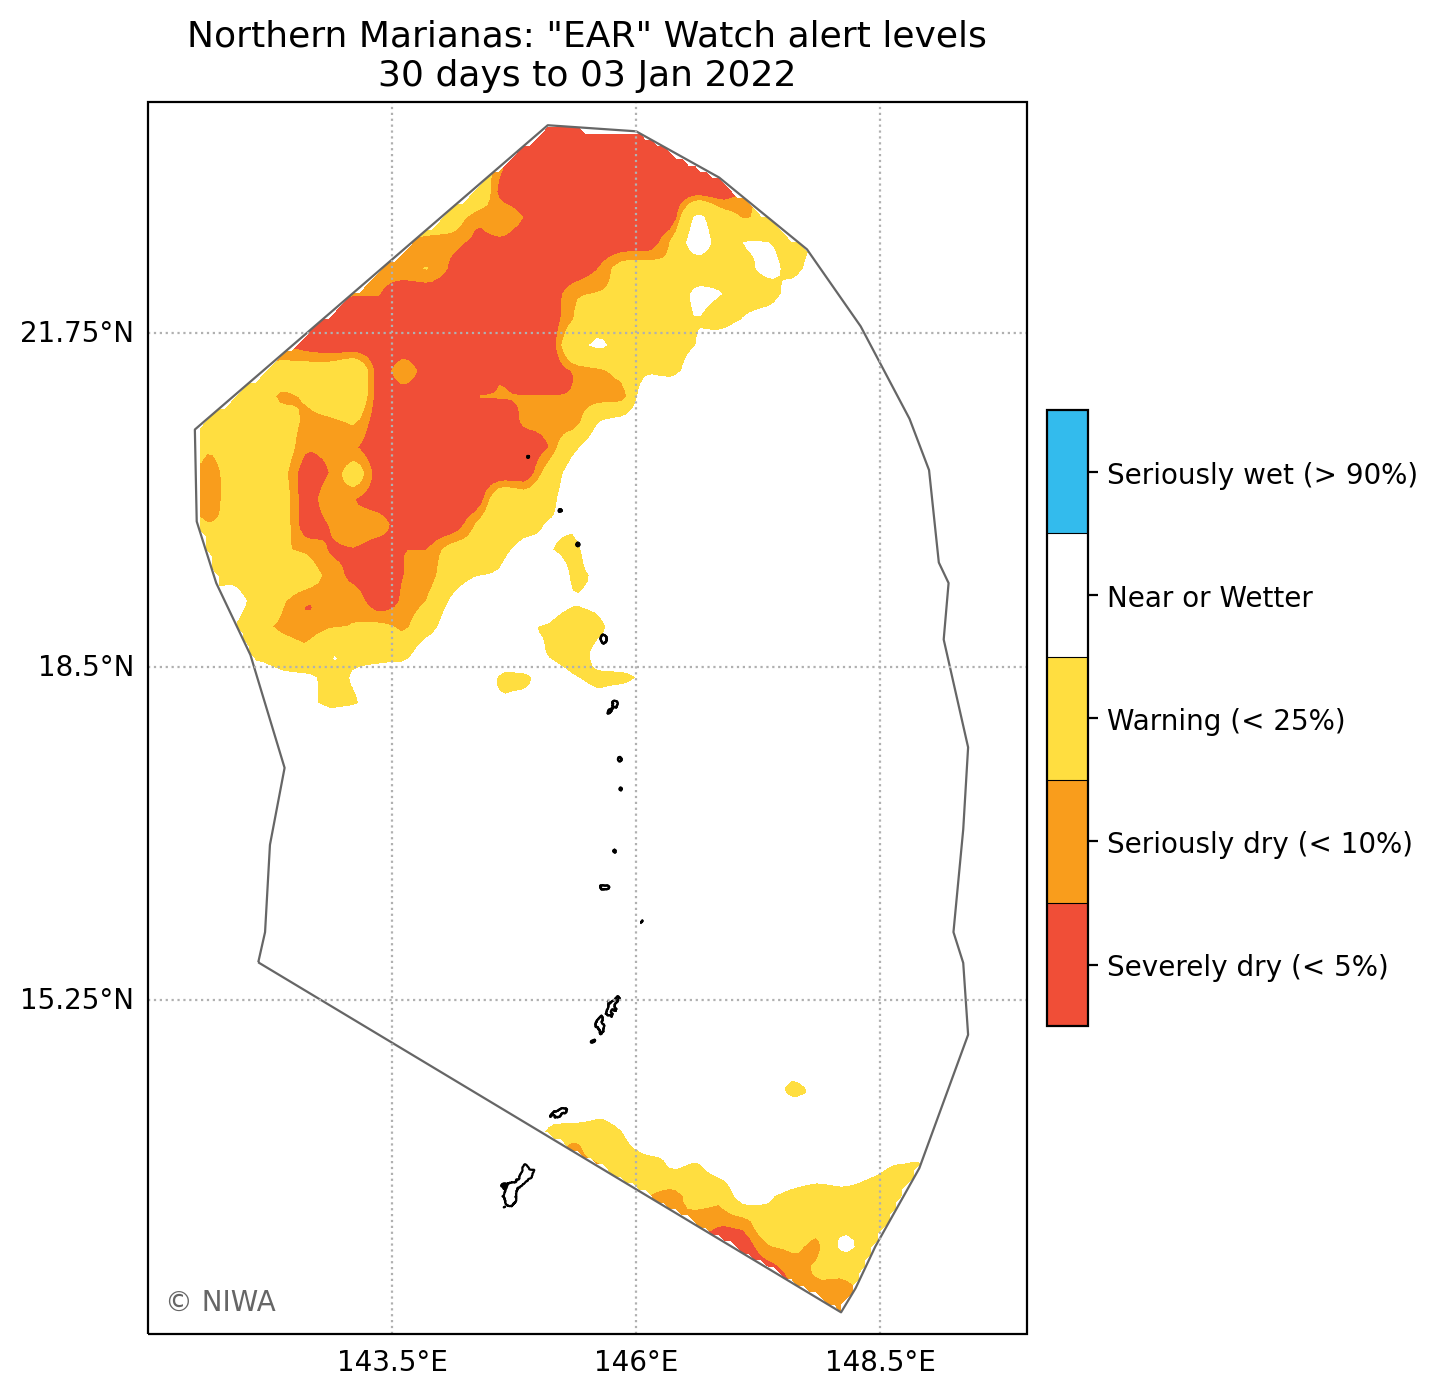 Northern Marianas: "EAR" Watch alert levels
30 days to 03 Jan 2022
21.75°N
18.5°N
15.25°N
143.5°E
146°E
148.5°E
Seriously wet (> 90%)
Near or Wetter
Warning (< 25%)
Seriously dry (< 10%)
Severely dry (< 5%)
© NIWA